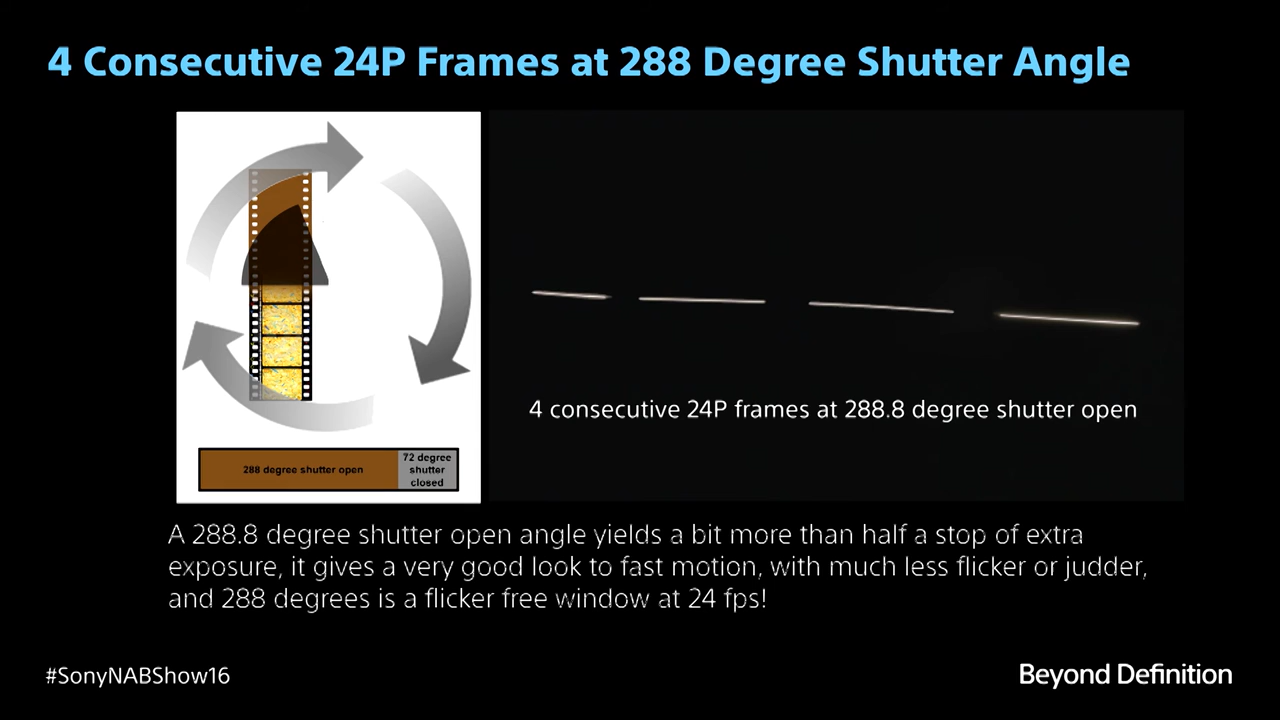 4 Consecutive 24P Frames at 288 Degree Shutter Angle
288 degree shutter open
72 degree
shutter
closed
4 consecutive 24P frames at 288.8 degree shutter open
A 288.8 degree shutter open angle yields a bit more than half a stop of extra
exposure, it gives a very good look to fast motion, with much less flicker or judder,
and 288 degrees is a flicker free window at 24 fps!
#SonyNABShow16
Beyond Definition